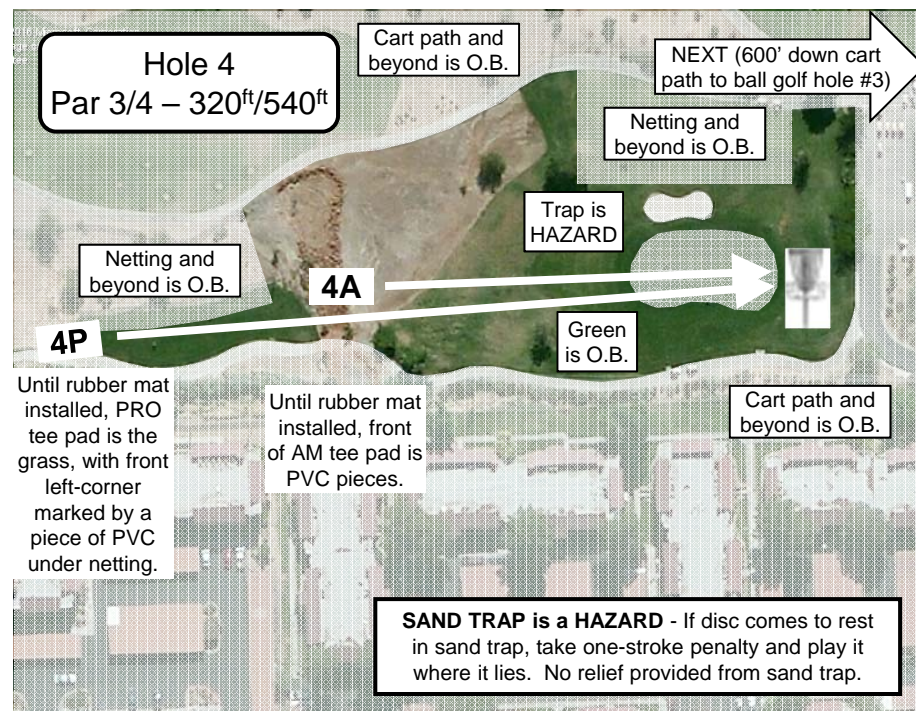 Hole 4
Par 3/4 – 320ft/540ft
Cart path and
beyond is O.B.
NEXT (600' down cart
path to ball golf hole #3)
Netting and
beyond is O.B.
Trap is
HAZARD
Netting and
beyond is O.B.
4A
4P
Green
is O.B.
Until rubber mat
installed, PRO
tee pad is the
grass, with front
left-corner
marked by a
piece of PVC
under netting.
Until rubber mat
installed, front
of AM tee pad is
PVC pieces.
Cart path and
beyond is O.B.
SAND TRAP is a HAZARD - If disc comes to rest
in sand trap, take one-stroke penalty and play it
where it lies.  No relief provided from sand trap.